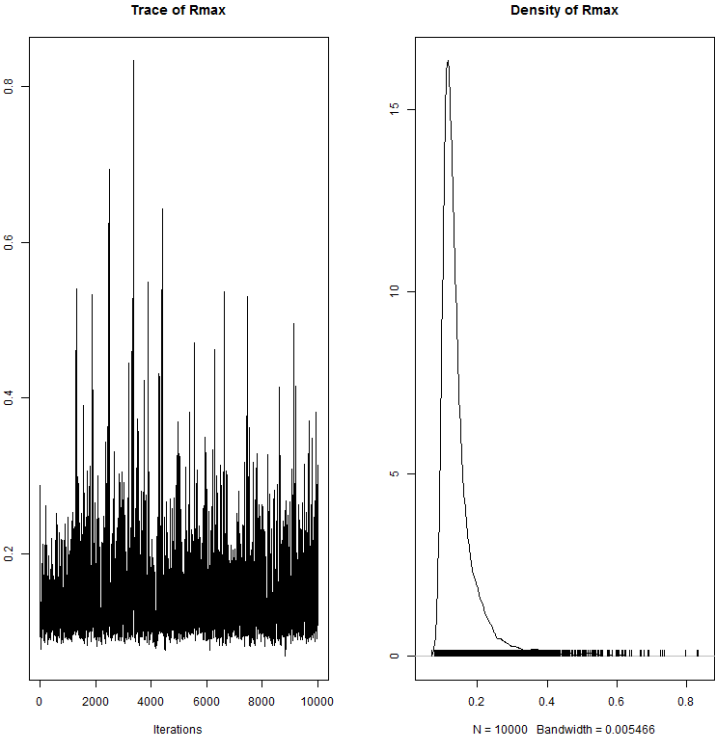 Trace of Rmax
0.8
0.6
0.4
0.2
0 2000 4000 6000 8000 10000
Iterations
Density of Rmax
15
10
5
0
0.2 0.4 0.6 0.8
N = 10000 Bandwidth = 0.005466